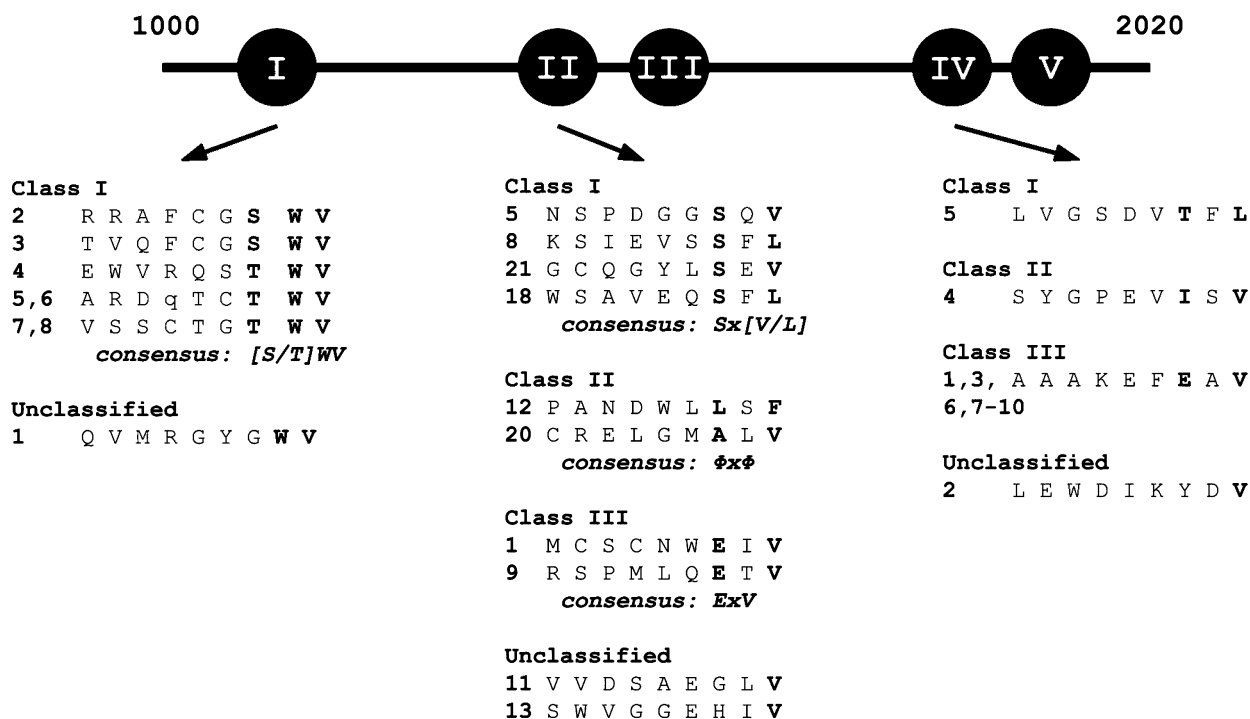 1000
2020
I
II
III
IV
V
Class I
2 R R A F C G S W V
3 T V Q F C G S W V
4 E W V R Q S T W V
5,6 A R D q T C T W V
7,8 V S S C T G T W V
consensus: [S/T]WV
Unclassified
1 Q V M R G Y G W V
Class I
5 N S P D G G S Q V
8 K S I E V S S F L
21 G C Q G Y L S E V
18 W S A V E Q S F L
consensus: Sx[V/L]
Class II
12 P A N D W L L S F
20 C R E L G M A L V
consensus: ΦxΦ
Class III
1 M C S C N W E I V
9 R S P M L Q E T V
consensus: ExV
Unclassified
11 V V D S A E G L V
13 S W V G G E H I V
Class I
5 L V G S D V T F L
Class II
4 S Y G P E V I S V
Class III
1,3, A A A K E F E A V
6,7-10
Unclassified
2 L E W D I K Y D V